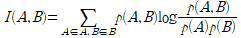 I(A,B)= ∑ p(A,B)log p(A,B)/p(A)p(B)
A∈A,B∈B